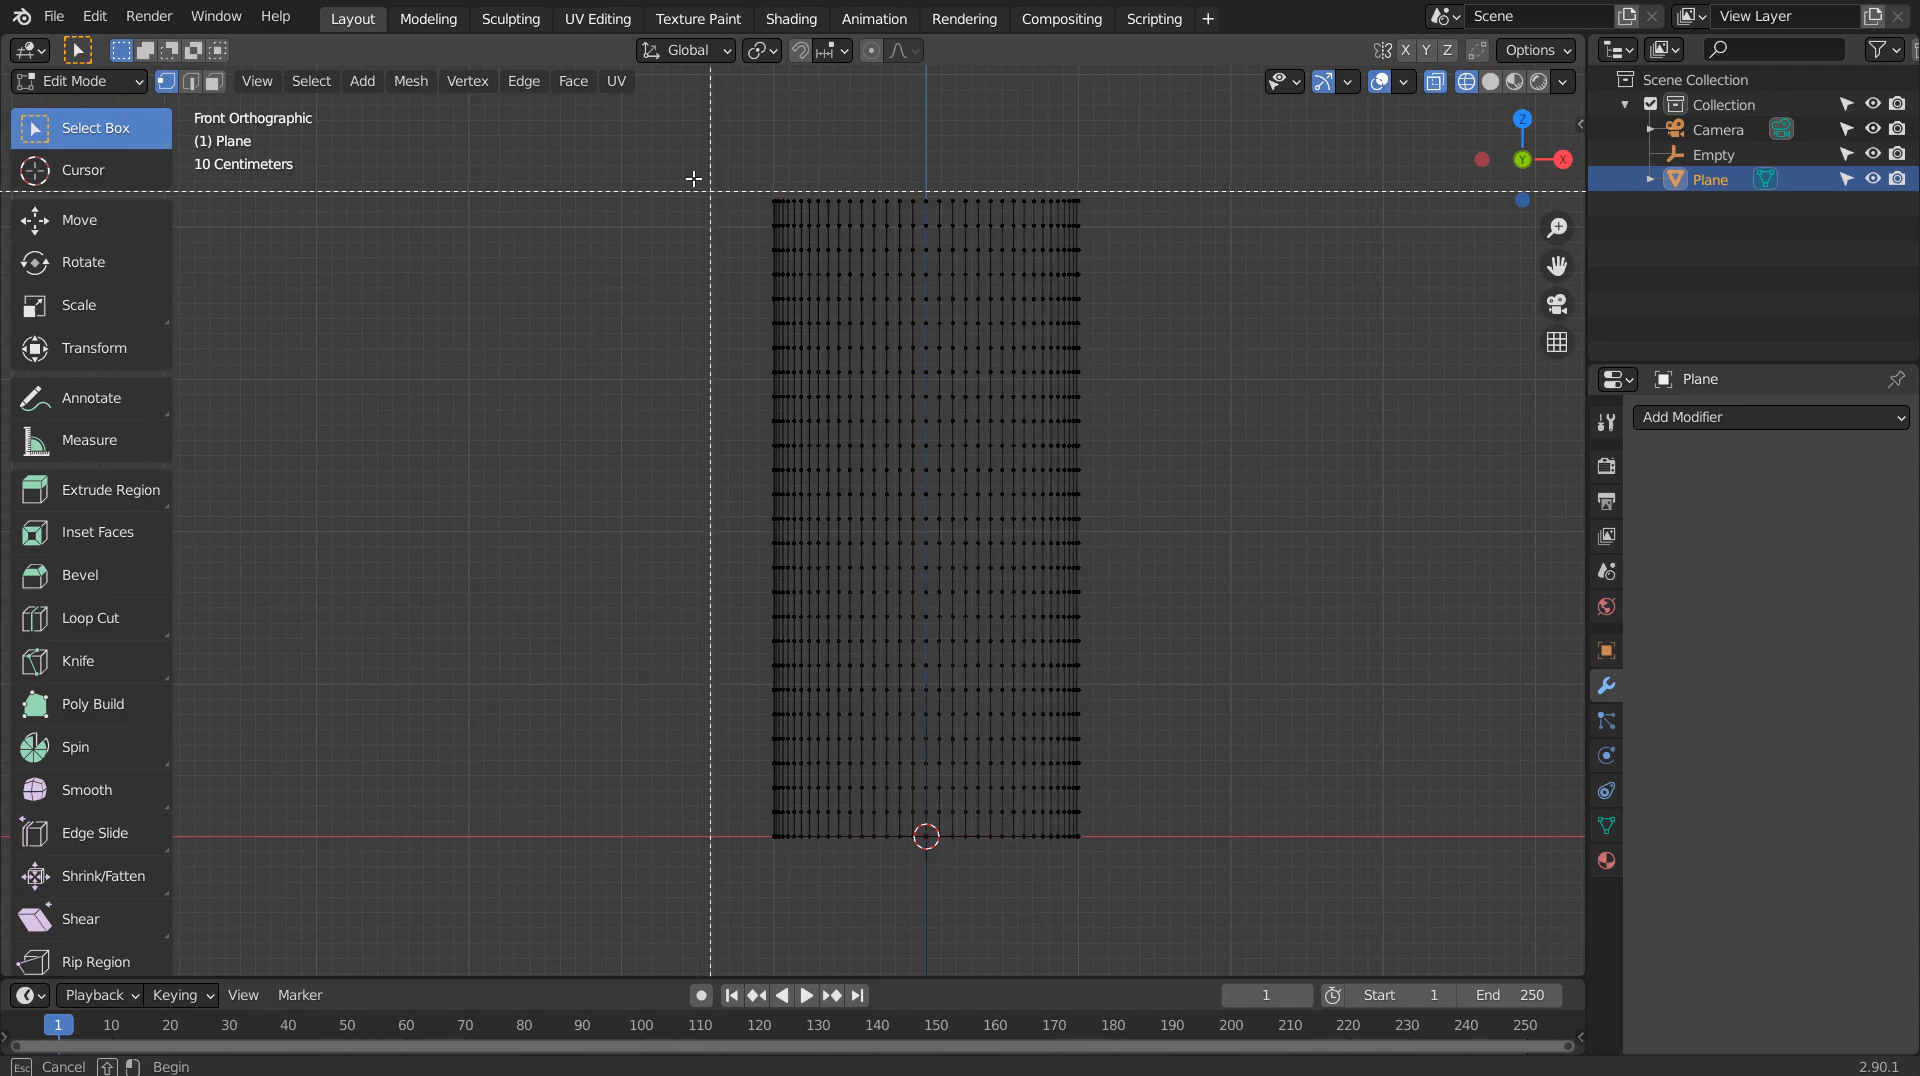 File Edit Render Window Help Layout Modeling Sculpting UV Editing Texture Paint Shading Animation Rendering Compositing Scripting + Scene View Layer
Global X Y Z Options
Edit Mode View Select Add Mesh Vertex Edge Face UV
Scene Collection
Collection
Camera
Empty
Plane
Select Box
Cursor
Move
Rotate
Scale
Transform
Annotate
Measure
Extrude Region
Inset Faces
Bevel
Loop Cut
Knife
Poly Build
Spin
Smooth
Edge Slide
Shrink/Fatten
Shear
Rip Region
Front Orthographic
(1) Plane
10 Centimeters
Z
Y
X
Plane
Add Modifier
Playback Keying View Marker 1 Start 1 End 250
1 10 20 30 40 50 60 70 80 90 100 110 120 130 140 150 160 170 180 190 200 210 220 230 240 250
Esc Cancel Begin 2.90.1